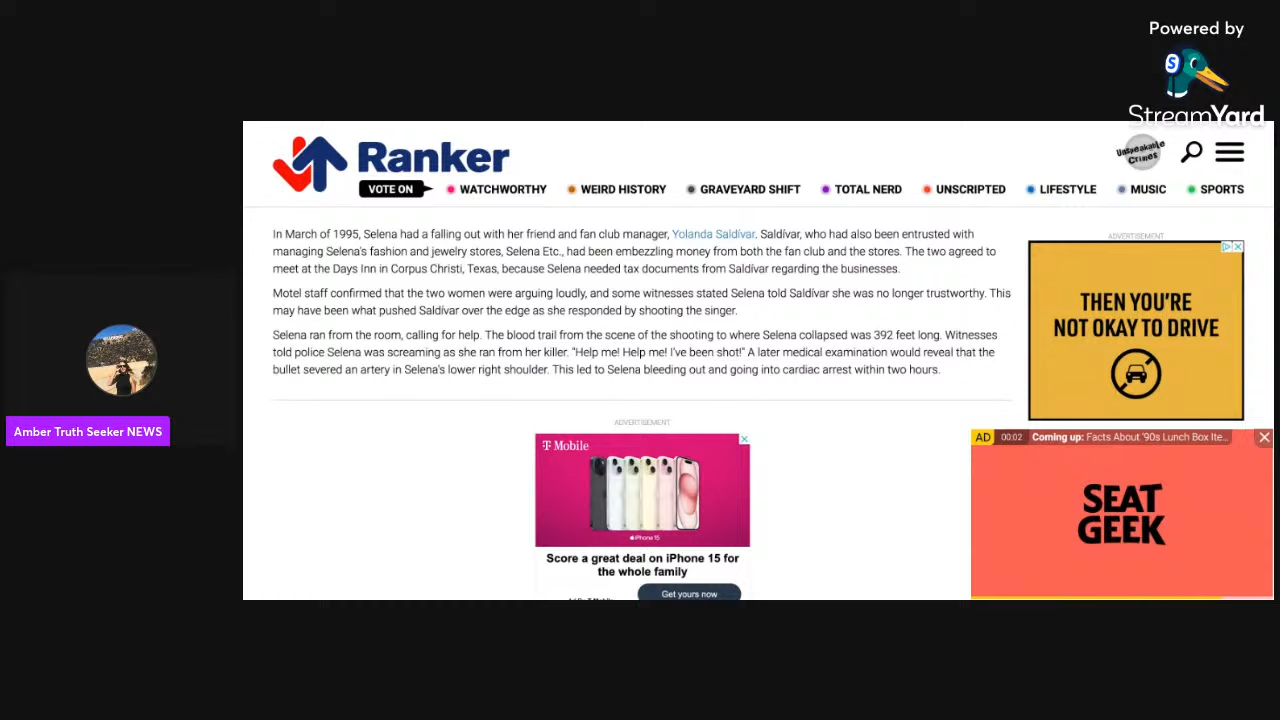 Powered by
StreamYard
Ranker
Unspeakable Crimes
VOTE ON
WATCHWORTHY
WEIRD HISTORY
GRAVEYARD SHIFT
TOTAL NERD
UNSCRIPTED
LIFESTYLE
MUSIC
SPORTS
In March of 1995, Selena had a falling out with her friend and fan club manager, Yolanda Saldívar. Saldívar, who had also been entrusted with
managing Selena's fashion and jewelry stores, Selena Etc., had been embezzling money from both the fan club and the stores. The two agreed to
meet at the Days Inn in Corpus Christi, Texas, because Selena needed tax documents from Saldívar regarding the businesses.
Motel staff confirmed that the two women were arguing loudly, and some witnesses stated Selena told Saldívar she was no longer trustworthy. This
may have been what pushed Saldívar over the edge as she responded by shooting the singer.
Selena ran from the room, calling for help. The blood trail from the scene of the shooting to where Selena collapsed was 392 feet long. Witnesses
told police Selena was screaming as she ran from her killer. "Help me! Help me! I've been shot!" A later medical examination would reveal that the
bullet severed an artery in Selena's lower right shoulder. This led to Selena bleeding out and going into cardiac arrest within two hours.
ADVERTISEMENT
THEN YOU'RE
NOT OKAY TO DRIVE
Amber Truth Seeker NEWS
ADVERTISEMENT
T Mobile
iPhone 15
Score a great deal on iPhone 15 for
the whole family
Get yours now
AD 00:02 Coming up: Facts About '90s Lunch Box Ite...
SEAT
GEEK